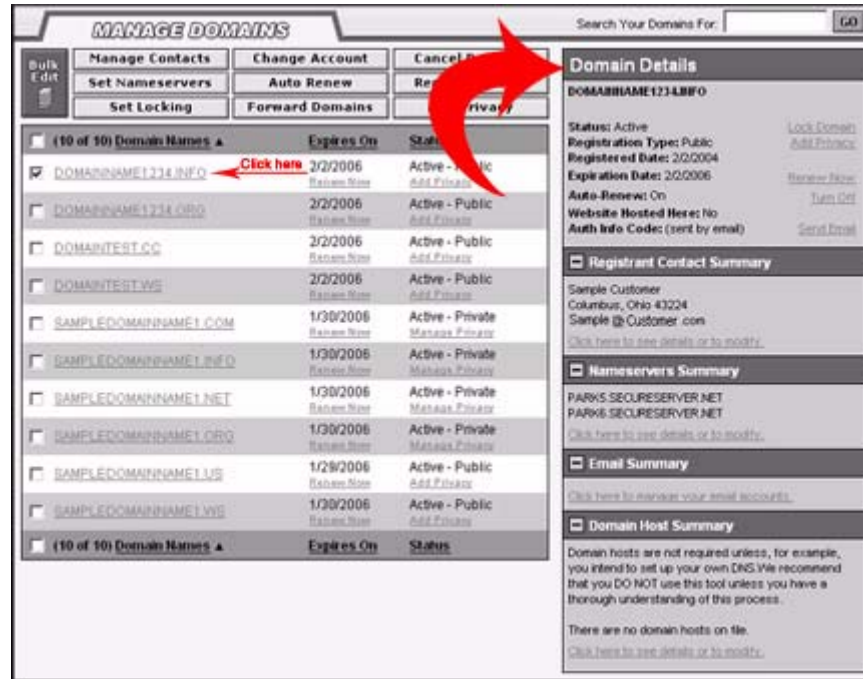 MANAGE DOMAINS
Search Your Domains For:
GO
Bulk Edit
Manage Contacts
Change Account
Set Nameservers
Auto Renew
Set Locking
Forward Domains
(10 of 10) Domain Names ▲ Expires On
DOMAINNAME1234.INFO Click here 2/2/2006
Renew Now Add Privacy
DOMAINNAME1234.ORG 2/2/2006 Active - Public
Renew Now Add Privacy
DOMAINTEST.CC 2/2/2006 Active - Public
Renew Now Add Privacy
DOMAINTEST.WS 2/2/2006 Active - Public
Renew Now Add Privacy
SAMPLEDOMAINNAME1.COM 1/30/2006 Active - Private
Renew Now Manage Privacy
SAMPLEDOMAINNAME1.INFO 1/30/2006 Active - Private
Renew Now Manage Privacy
SAMPLEDOMAINNAME1.NET 1/30/2006 Active - Private
Renew Now Manage Privacy
SAMPLEDOMAINNAME1.ORG 1/30/2006 Active - Private
Renew Now Manage Privacy
SAMPLEDOMAINNAME1.US 1/29/2006 Active - Public
Renew Now Add Privacy
SAMPLEDOMAINNAME1.WS 1/30/2006 Active - Public
Renew Now Add Privacy
(10 of 10) Domain Names ▲ Expires On Status
Domain Details
DOMAINNAME1234.INFO
Status: Active Lock Domain
Registration Type: Public Add Privacy
Registered Date: 2/2/2004
Expiration Date: 2/2/2006 Renew Now
Auto-Renew: On Turn Off
Website Hosted Here: No
Auth Info Code: (sent by email) Send Email
Registrant Contact Summary
Sample Customer
Columbus, Ohio 43224
Sample @ Customer .com
Click here to see details or to modify.
Nameservers Summary
PARK5.SECURESERVER.NET
PARK6.SECURESERVER.NET
Click here to see details or to modify.
Email Summary
Click here to manage your email accounts.
Domain Host Summary
Domain hosts are not required unless, for example,
you intend to set up your own DNS.We recommend
that you DO NOT use this tool unless you have a
thorough understanding of this process.
There are no domain hosts on file.
Click here to see details or to modify.